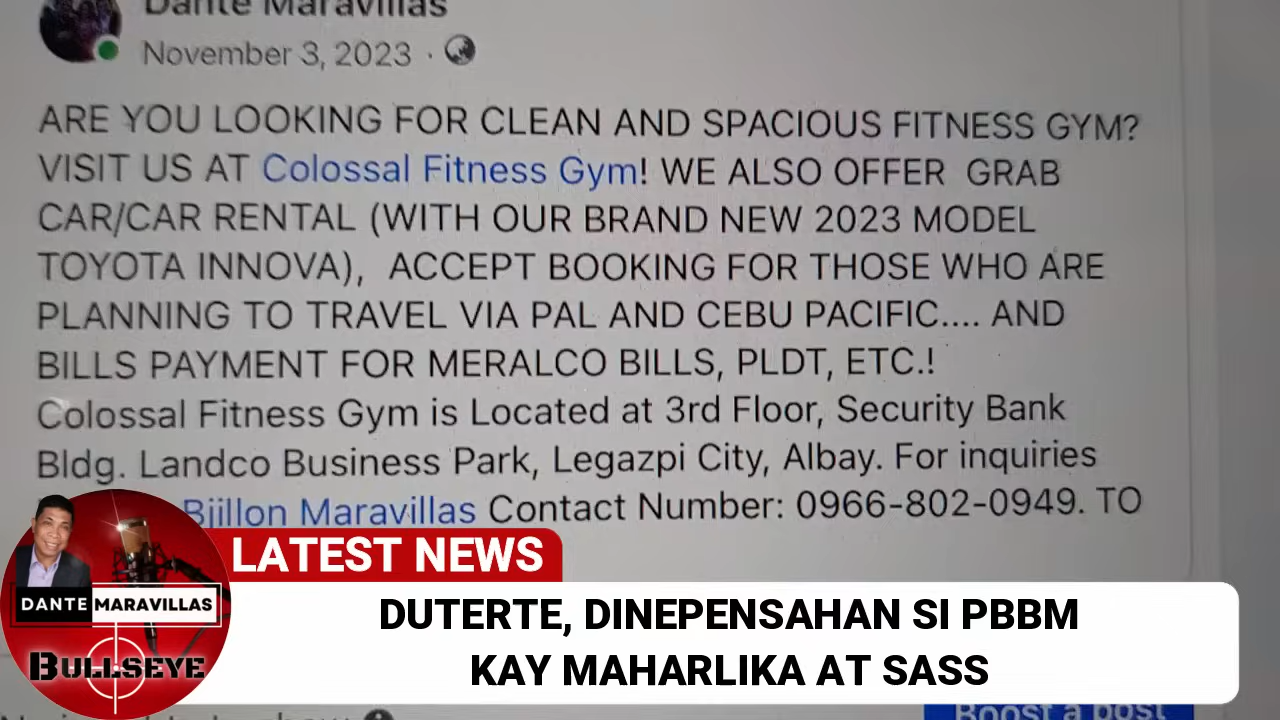 Dante Maravillas
November 3, 2023 ·
ARE YOU LOOKING FOR CLEAN AND SPACIOUS FITNESS GYM?
VISIT US AT Colossal Fitness Gym! WE ALSO OFFER GRAB
CAR/CAR RENTAL (WITH OUR BRAND NEW 2023 MODEL
TOYOTA INNOVA), ACCEPT BOOKING FOR THOSE WHO ARE
PLANNING TO TRAVEL VIA PAL AND CEBU PACIFIC.... AND
BILLS PAYMENT FOR MERALCO BILLS, PLDT, ETC.!
Colossal Fitness Gym is Located at 3rd Floor, Security Bank
Bldg. Landco Business Park, Legazpi City, Albay. For inquiries
Bjillon Maravillas Contact Number: 0966-802-0949. TO
LATEST NEWS
DANTE MARAVILLAS
BULLSEYE
DUTERTE, DINEPENSAHAN SI PBBM
KAY MAHARLIKA AT SASS
Boost a post